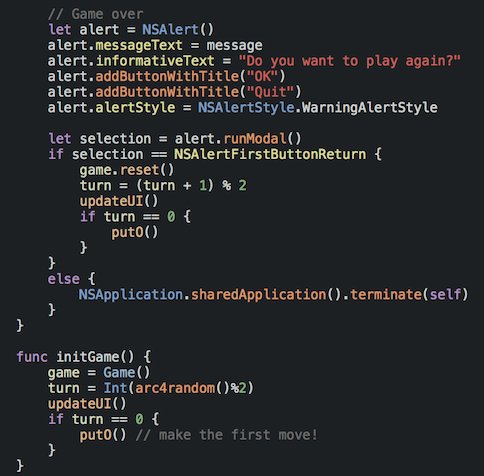 // Game over
    let alert = NSAlert()
    alert.messageText = message
    alert.informativeText = "Do you want to play again?"
    alert.addButtonWithTitle("OK")
    alert.addButtonWithTitle("Quit")
    alert.alertStyle = NSAlertStyle.WarningAlertStyle

    let selection = alert.runModal()
    if selection == NSAlertFirstButtonReturn {
        game.reset()
        turn = (turn + 1) % 2
        updateUI()
        if turn == 0 {
            putO()
        }
    }
    else {
        NSApplication.sharedApplication().terminate(self)
    }
}

func initGame() {
    game = Game()
    turn = Int(arc4random()%2)
    updateUI()
    if turn == 0 {
        putO() // make the first move!
    }
}